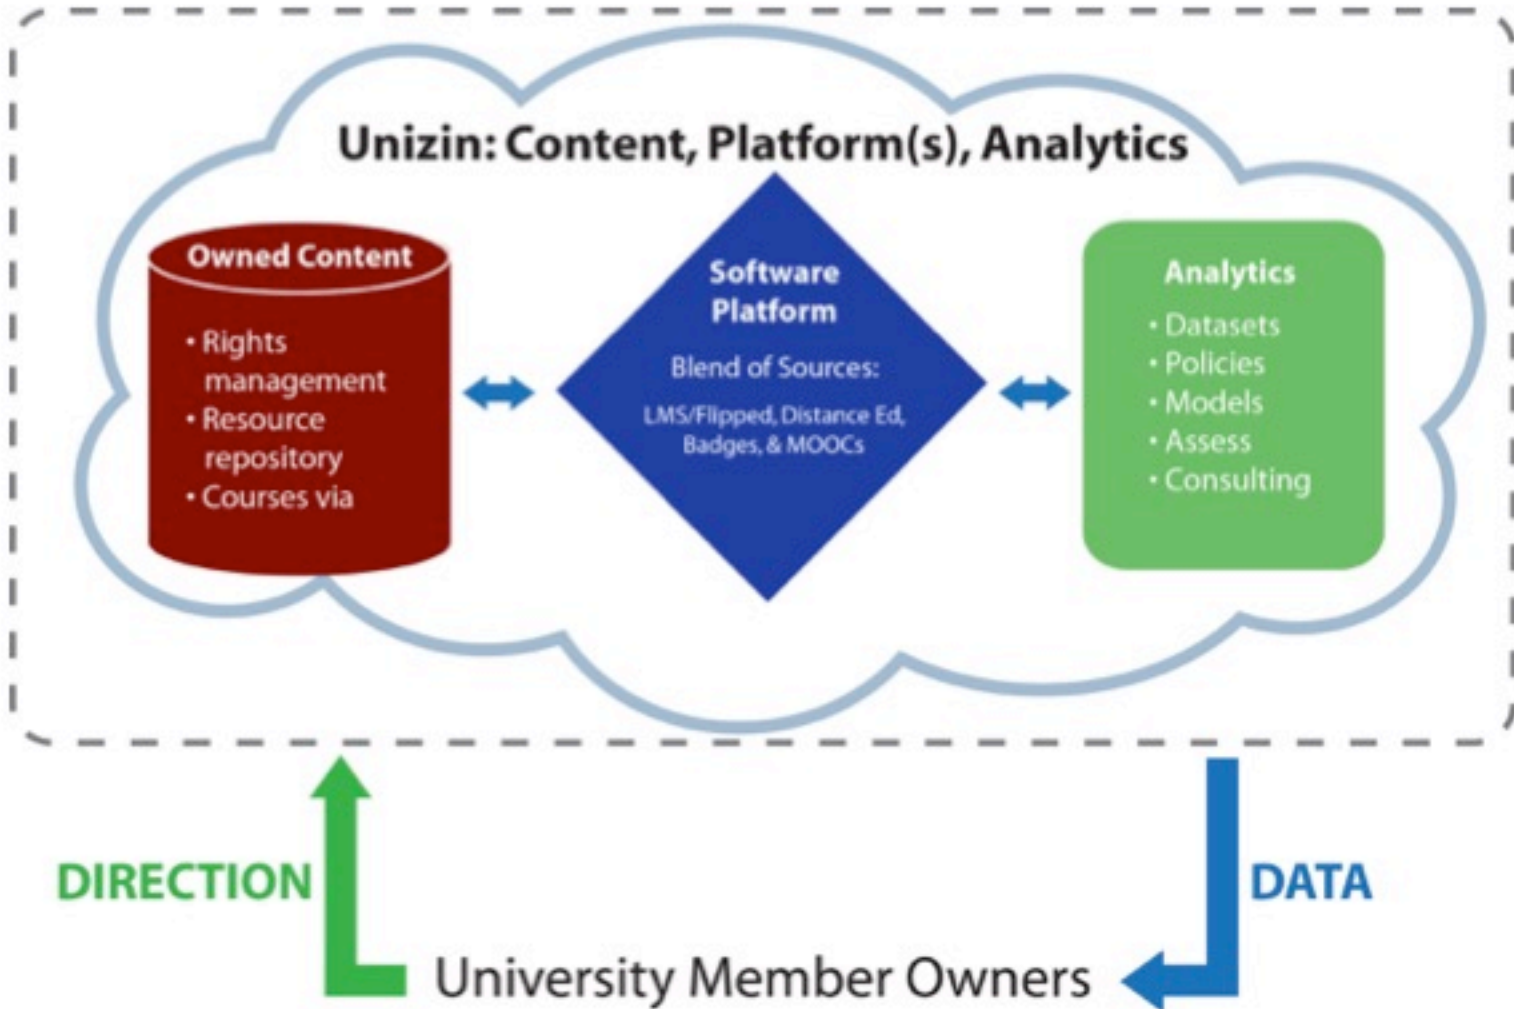 Unizin: Content, Platform(s), Analytics
Owned Content
• Rights
management
• Resource
repository
• Courses via
Software
Platform
Blend of Sources:
LMS/Flipped, Distance Ed,
Badges, & MOOCs
Analytics
• Datasets
• Policies
• Models
• Assess
• Consulting
DIRECTION
DATA
University Member Owners